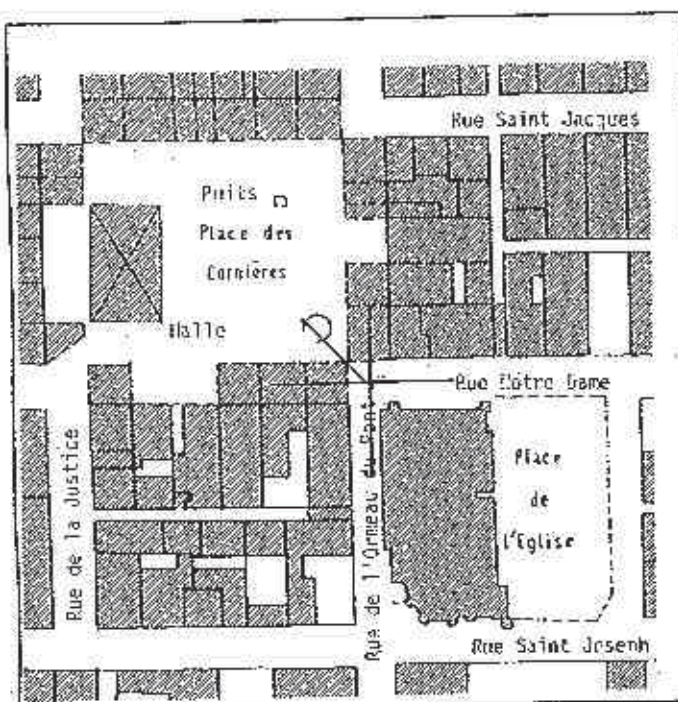 Rue Saint Jacques
Puits
Place des
Cornières
Halle
Rue Notre Dame
Rue de la Justice
Rue de l'Ormeau du Pont
Place
de
l'Eglise
Rue Saint Joseph